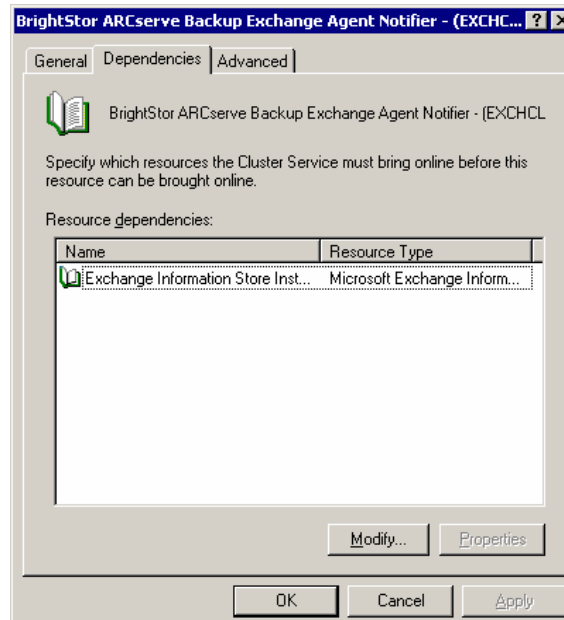 BrightStor ARCserve Backup Exchange Agent Notifier - (EXCHC...
General Dependencies Advanced
BrightStor ARCserve Backup Exchange Agent Notifier - (EXCHCL
Specify which resources the Cluster Service must bring online before this
resource can be brought online.
Resource dependencies:
Name Resource Type
Exchange Information Store Inst... Microsoft Exchange Inform...
Modify... Properties
OK Cancel Apply